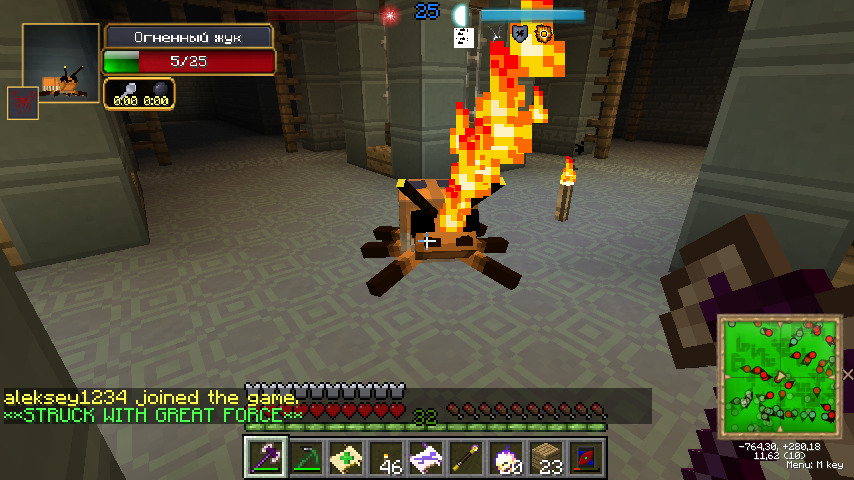 25
Огненный жук
5/25
0:00 0:00
aleksey1234 joined the game.
**STRUCK WITH GREAT FORCE**
33
46
20
23
-764,30, +280,18
11,62 (10)
Menu: M key